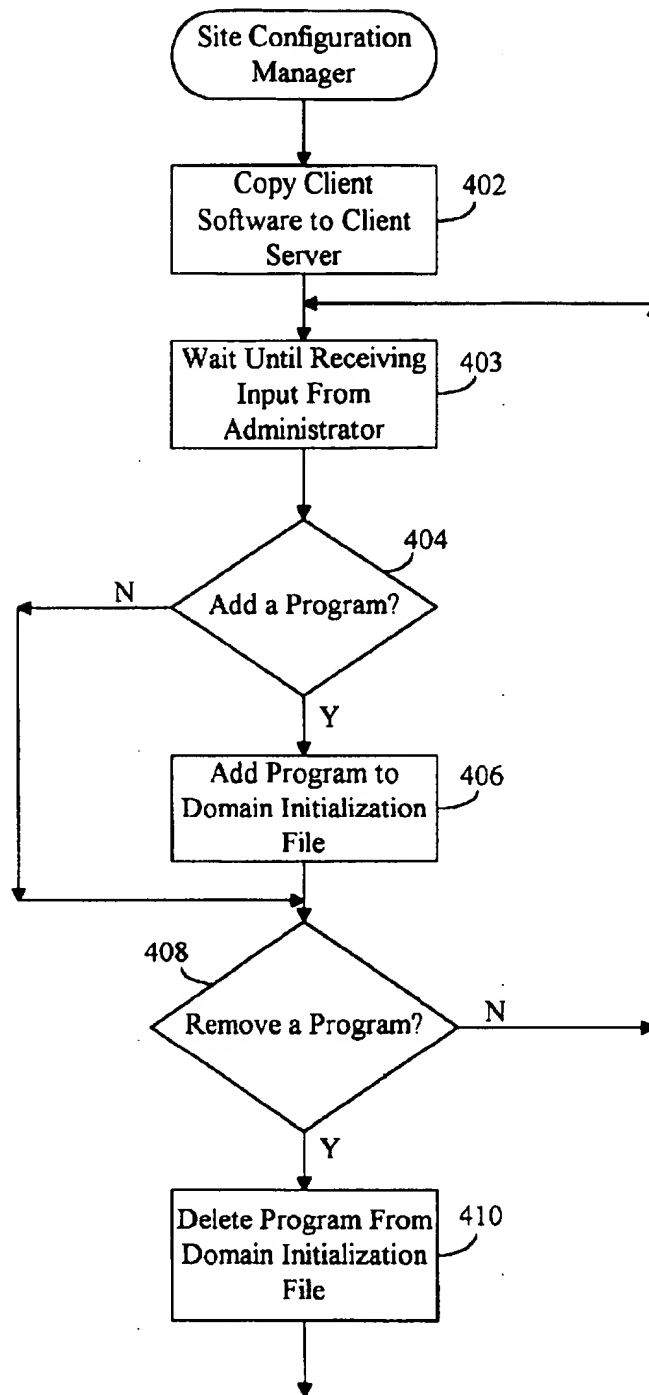 Site Configuration
Manager
Copy Client
Software to Client
Server
402
Wait Until Receiving
Input From
Administrator
403
404
Add a Program?
N
Y
Add Program to
Domain Initialization
File
406
408
Remove a Program?
N
Y
Delete Program From
Domain Initialization
File
410